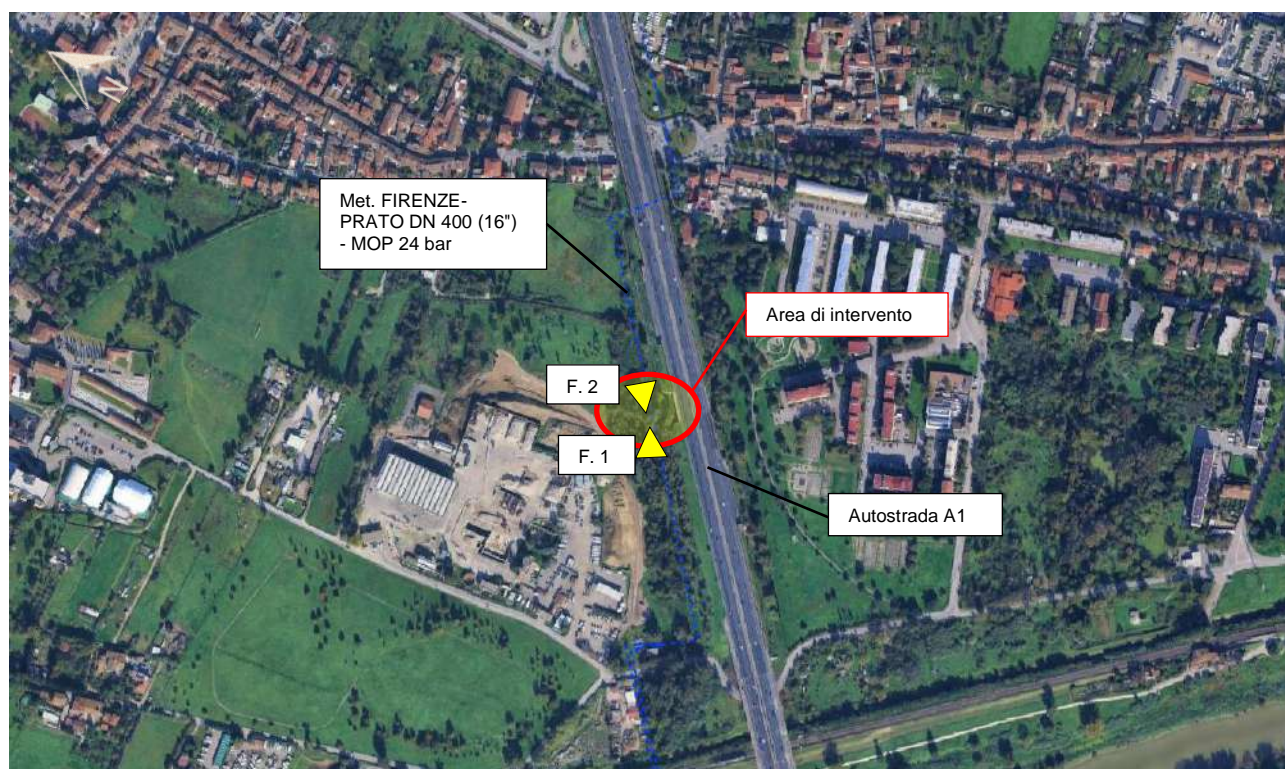 Met. FIRENZE-
PRATO DN 400 (16")
- MOP 24 bar
Area di intervento
F. 2
F. 1
Autostrada A1